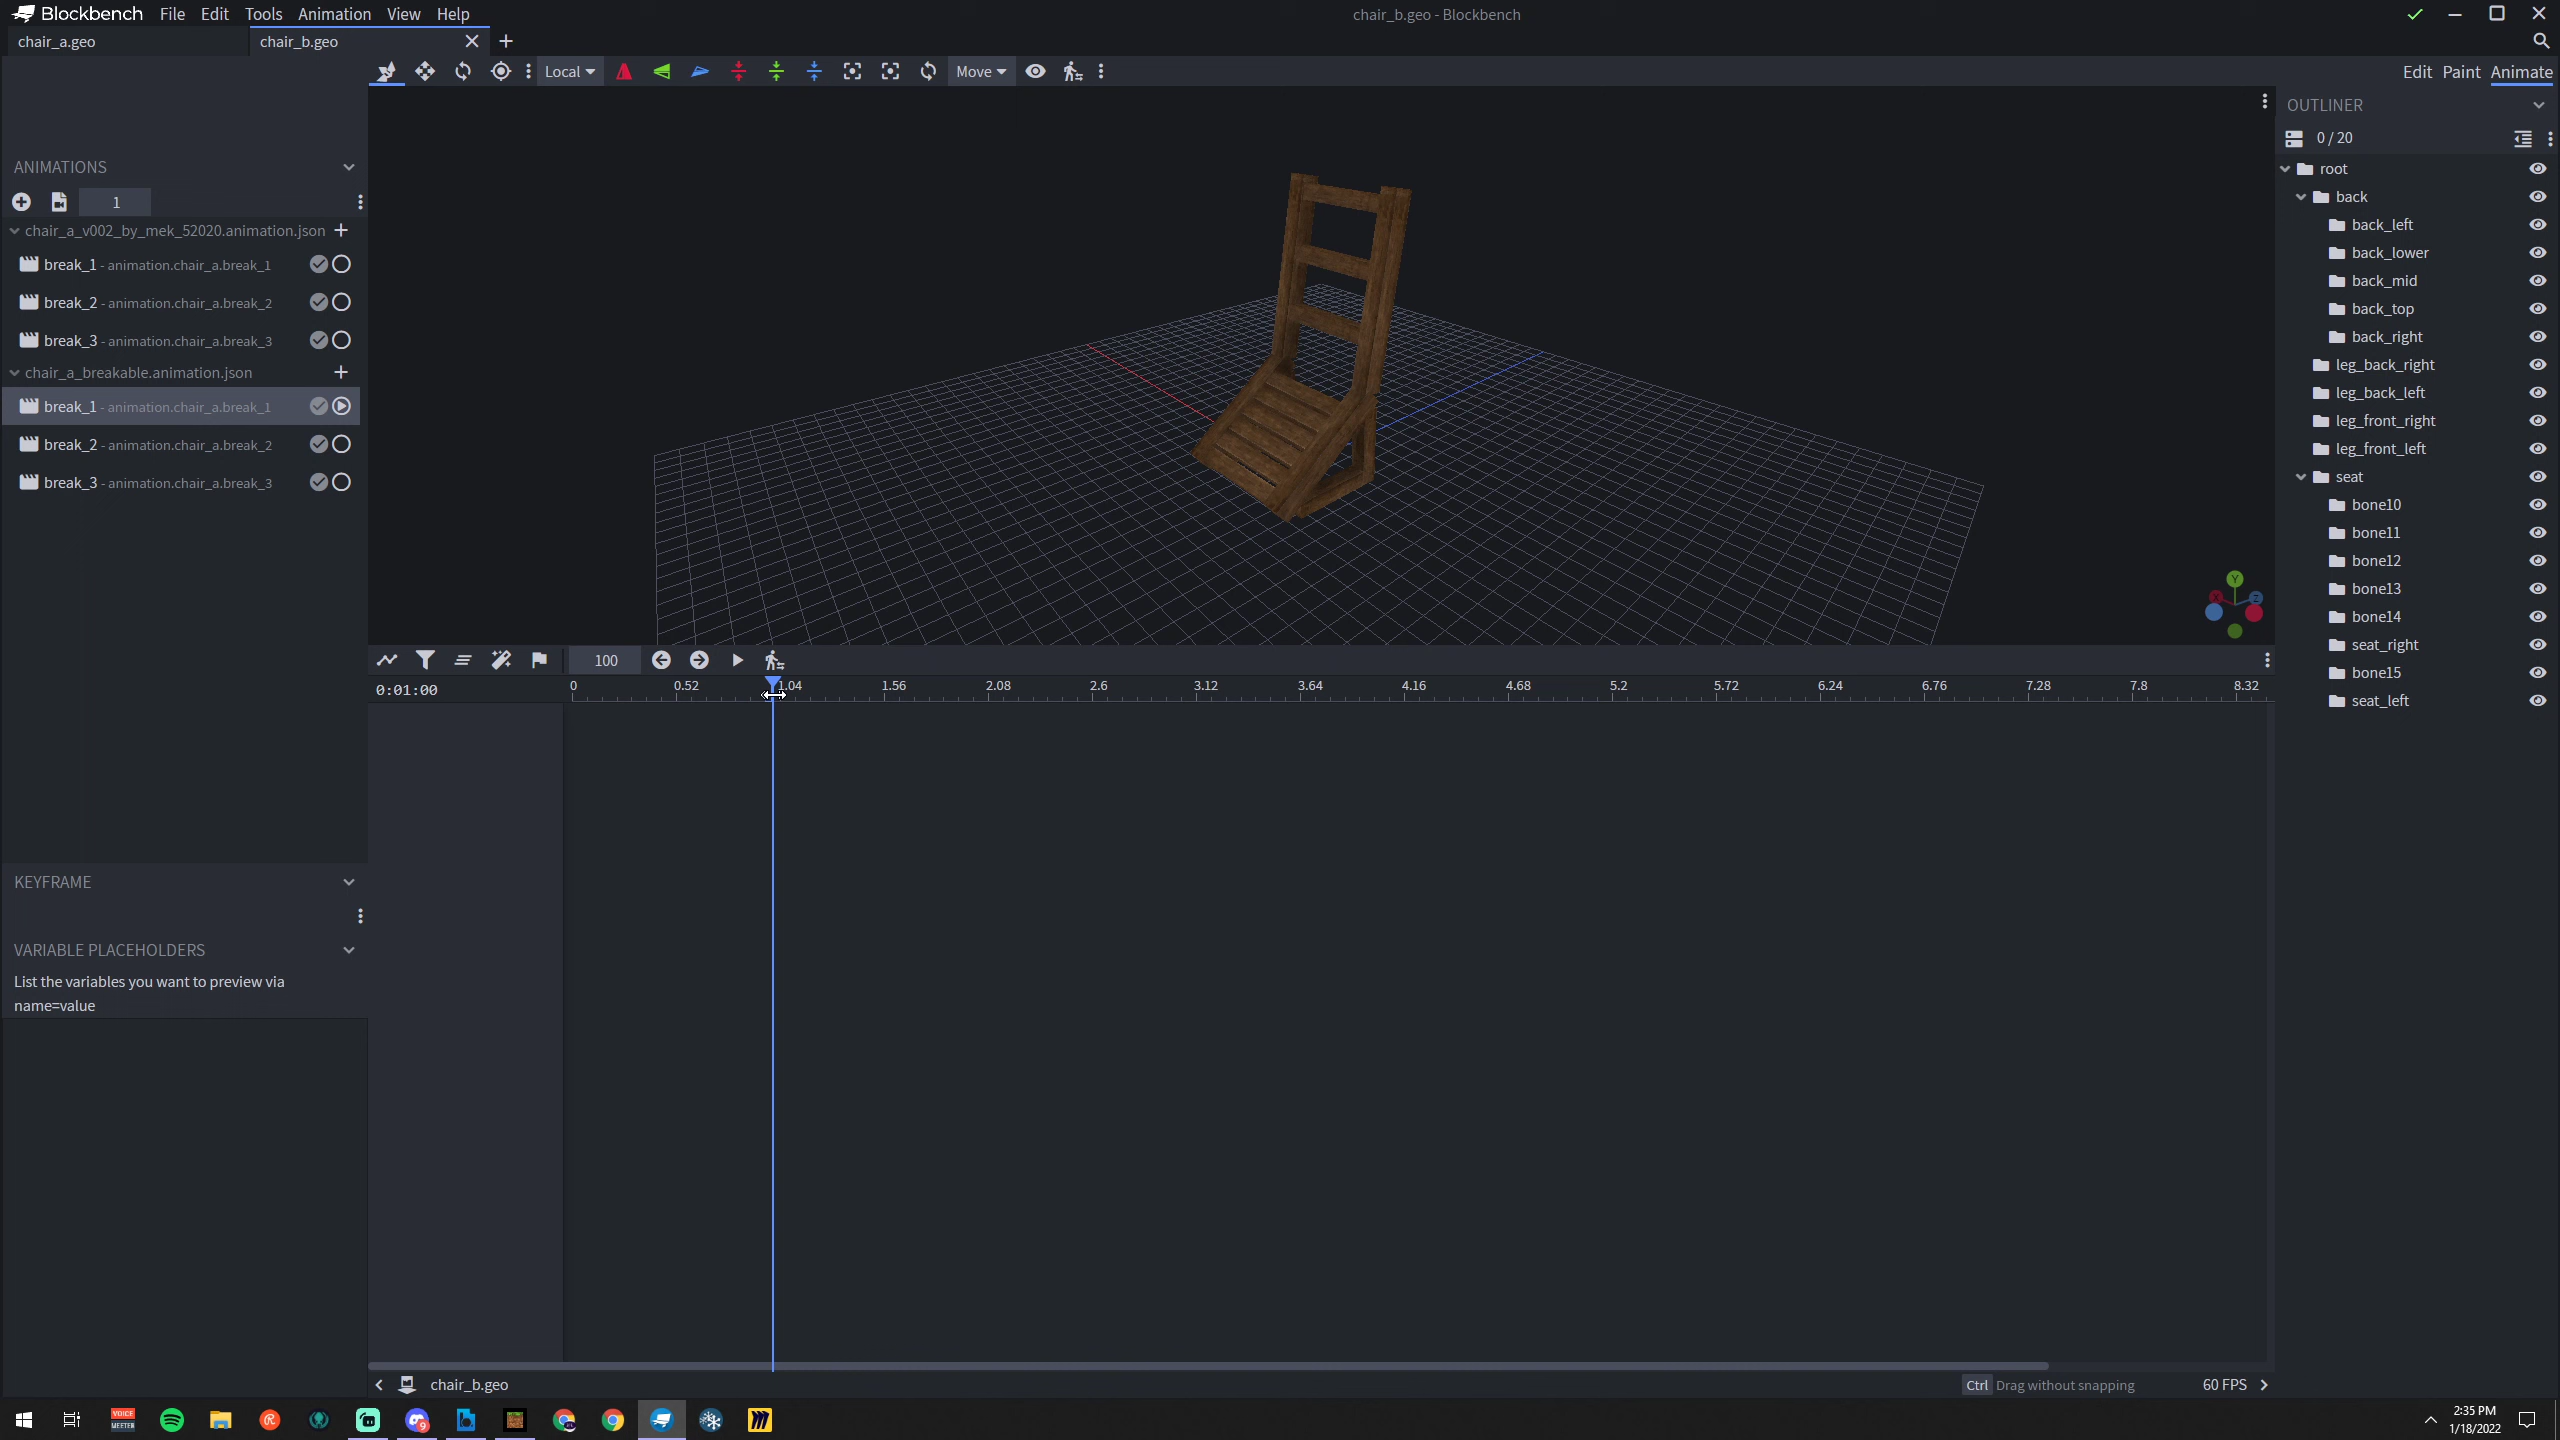 Blockbench File Edit Tools Animation View Help
chair_b.geo - Blockbench
chair_a.geo
chair_b.geo
Local
Move
Edit Paint Animate
OUTLINER
0 / 20
root
back
back_left
back_lower
back_mid
back_top
back_right
leg_back_right
leg_back_left
leg_front_right
leg_front_left
seat
bone10
bone11
bone12
bone13
bone14
seat_right
bone15
seat_left
ANIMATIONS
1
chair_a_v002_by_mek_52020.animation.json
break_1 - animation.chair_a.break_1
break_2 - animation.chair_a.break_2
break_3 - animation.chair_a.break_3
chair_a_breakable.animation.json
break_1 - animation.chair_a.break_1
break_2 - animation.chair_a.break_2
break_3 - animation.chair_a.break_3
Y
X
Z
100
0:01:00
0 0.52 1.04 1.56 2.08 2.6 3.12 3.64 4.16 4.68 5.2 5.72 6.24 6.76 7.28 7.8 8.32
KEYFRAME
VARIABLE PLACEHOLDERS
List the variables you want to preview via
name=value
chair_b.geo
Ctrl Drag without snapping
60 FPS
VOICE
MEETER
9
2:35 PM
1/18/2022